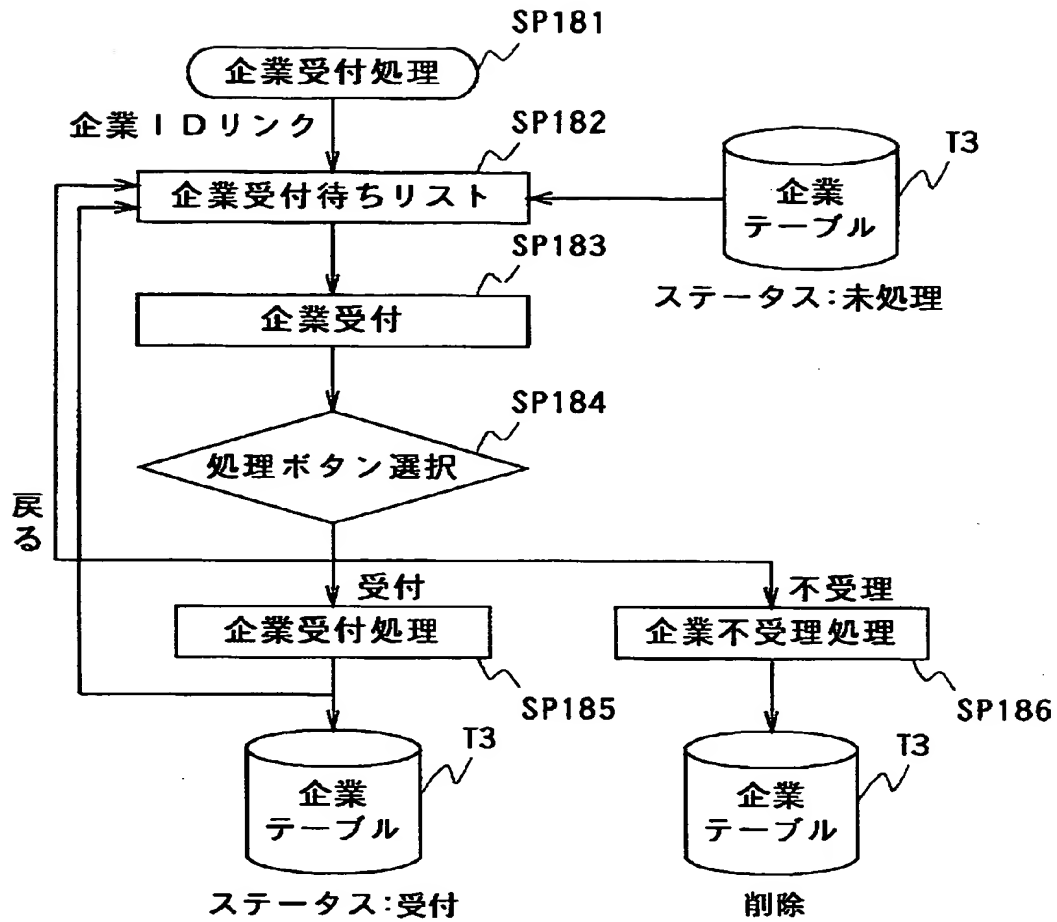 SP181
企業受付処理
企業IDリンク
SP182
企業受付待ちリスト
T3
企業
テーブル
ステータス:未処理
SP183
企業受付
SP184
処理ボタン選択
戻る
受付
不受理
企業受付処理
企業不受理処理
SP185
SP186
T3
企業
テーブル
ステータス:受付
T3
企業
テーブル
削除